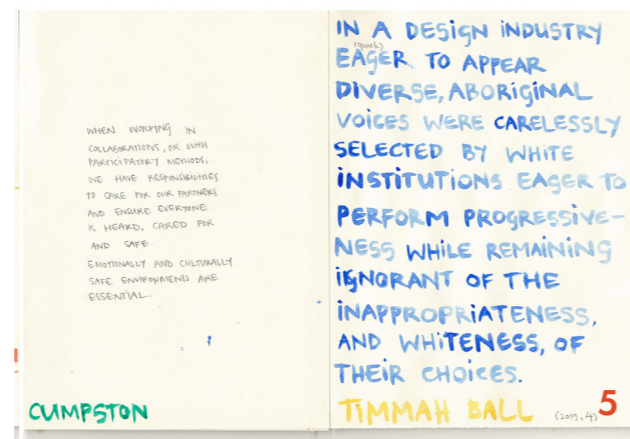 WHEN WORKING IN
COLLABORATIONS, OR WITH
PARTICIPATORY METHODS,
WE HAVE RESPONSIBILITIES
TO CARE FOR OUR PARTNERS
AND ENSURE EVERYONE
IS HEARD, CARED FOR
AND SAFE.
EMOTIONALLY AND CULTURALLY
SAFE ENVIRONMENTS ARE
ESSENTIAL.
CUMPSTON
IN A DESIGN INDUSTRY
(quick)
EAGER TO APPEAR
DIVERSE, ABORIGINAL
VOICES WERE CARELESSLY
SELECTED BY WHITE
INSTITUTIONS EAGER TO
PERFORM PROGRESSIVE-
NESS WHILE REMAINING
IGNORANT OF THE
INAPPROPRIATENESS,
AND WHITENESS, OF
THEIR CHOICES.
TIMMAH BALL (2019, 4)
5